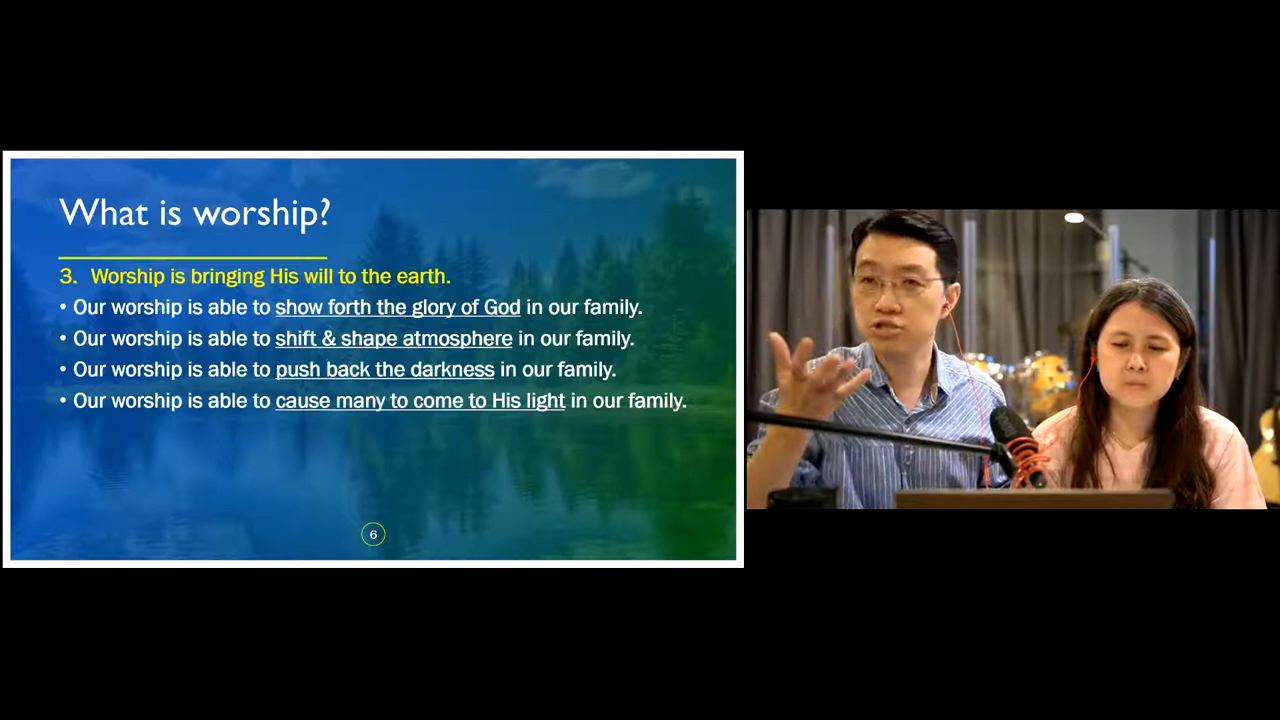 What is worship?
3. Worship is bringing His will to the earth.
• Our worship is able to show forth the glory of God in our family.
• Our worship is able to shift & shape atmosphere in our family.
• Our worship is able to push back the darkness in our family.
• Our worship is able to cause many to come to His light in our family.
6